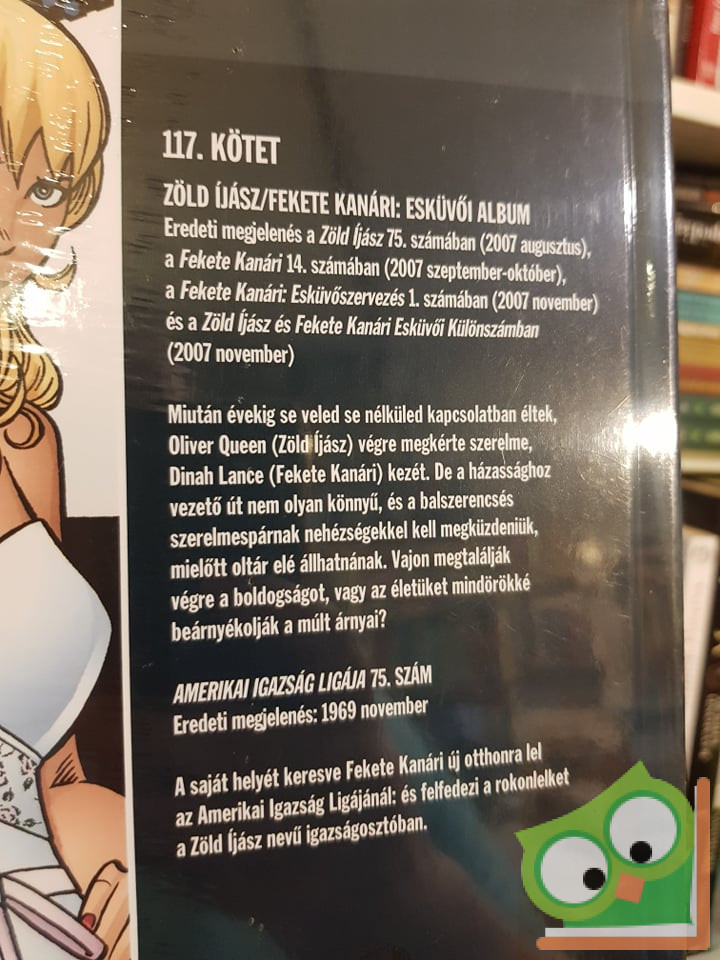 117. KÖTET
ZÖLD ÍJÁSZ/FEKETE KANÁRI: ESKÜVŐI ALBUM
Eredeti megjelenés a Zöld Íjász 75. számában (2007 augusztus),
a Fekete Kanári 14. számában (2007 szeptember-október),
a Fekete Kanári: Esküvőszervezés 1. számában (2007 november)
és a Zöld Íjász és Fekete Kanári Esküvői Különszámban
(2007 november)
Miután évekig se veled se nélküled kapcsolatban éltek,
Oliver Queen (Zöld Íjász) végre megkérte szerelme,
Dinah Lance (Fekete Kanári) kezét. De a házassághoz
vezető út nem olyan könnyű, és a balszerencsés
szerelmespárnak nehézségekkel kell megküzdeniük,
mielőtt oltár elé állhatnának. Vajon megtalálják
végre a boldogságot, vagy az életüket mindörökké
beárnyékolják a múlt árnyai?
AMERIKAI IGAZSÁG LIGÁJA 75. SZÁM
Eredeti megjelenés: 1969 november
A saját helyét keresve Fekete Kanári új otthonra lel
az Amerikai Igazság Ligájánál: és felfedezi a rokonlelket
a Zöld Íjász nevű igazságosztóban.